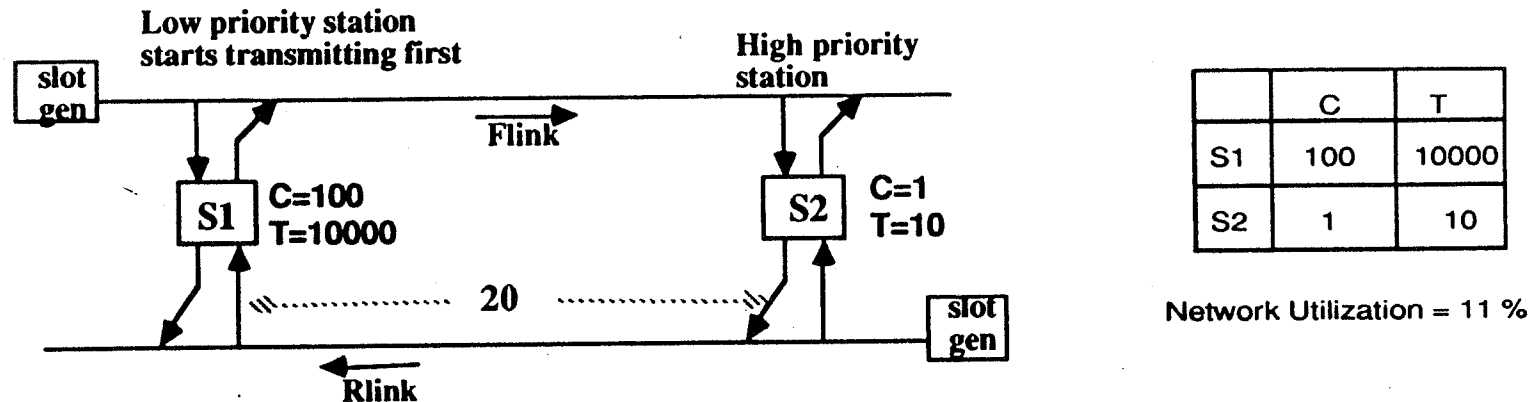 Low priority station
starts transmitting first
High priority
station
slot
gen
Flink
S1
C=100
T=10000
S2
C=1
T=10
20
slot
gen
Rlink
C T
S1 100 10000
S2 1 10
Network Utilization = 11 %